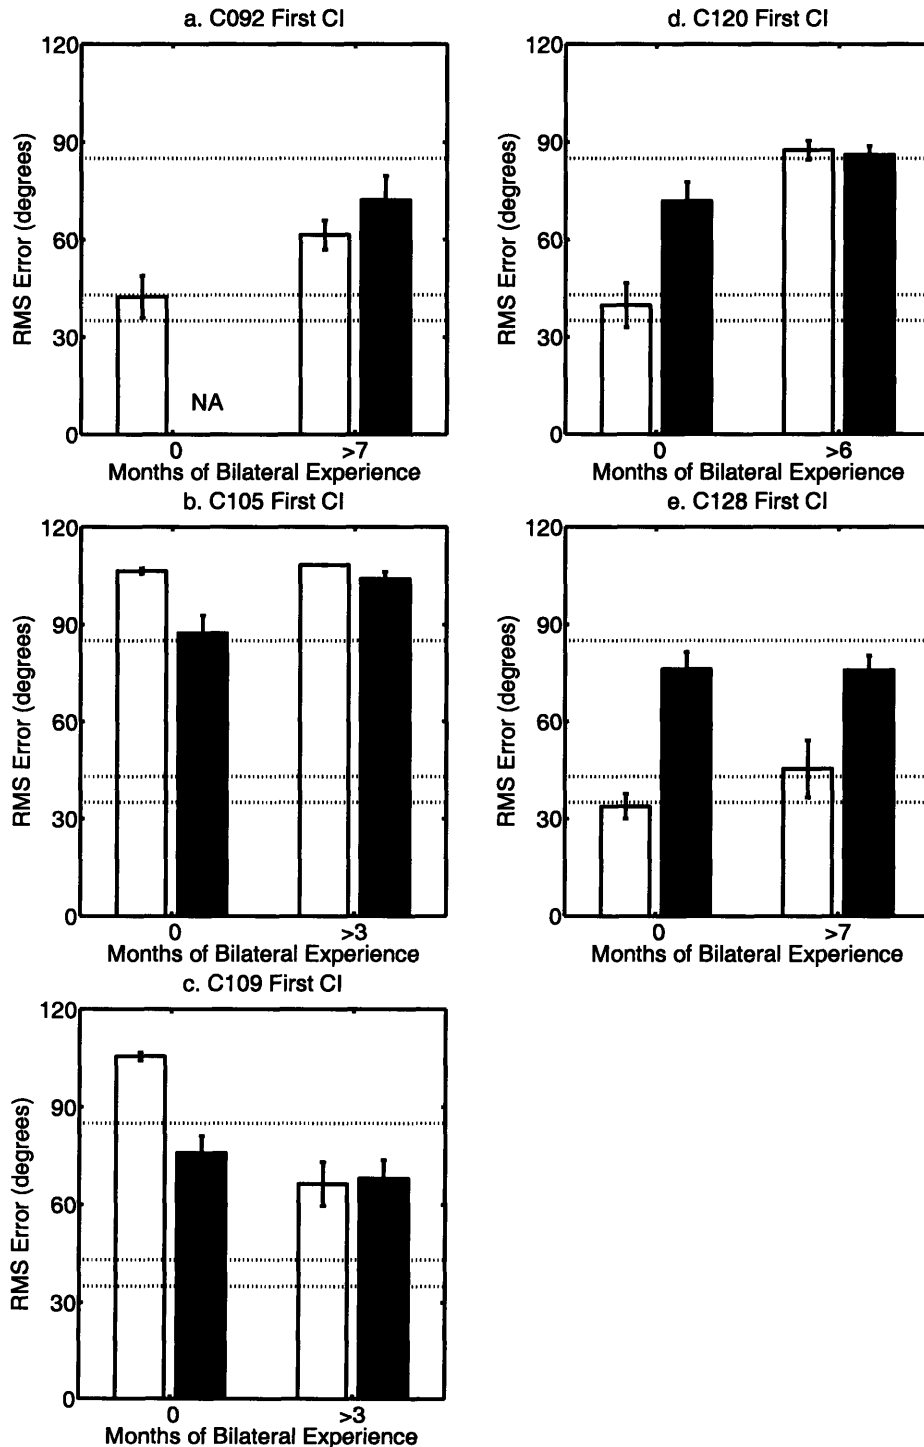 a. C092 First CI
120
90
60
30
0
RMS Error (degrees)
NA
0 >7
Months of Bilateral Experience
b. C105 First CI
120
90
60
30
0
RMS Error (degrees)
0 >3
Months of Bilateral Experience
c. C109 First CI
120
90
60
30
0
RMS Error (degrees)
0 >3
Months of Bilateral Experience
d. C120 First CI
120
90
60
30
0
RMS Error (degrees)
0 >6
Months of Bilateral Experience
e. C128 First CI
120
90
60
30
0
RMS Error (degrees)
0 >7
Months of Bilateral Experience